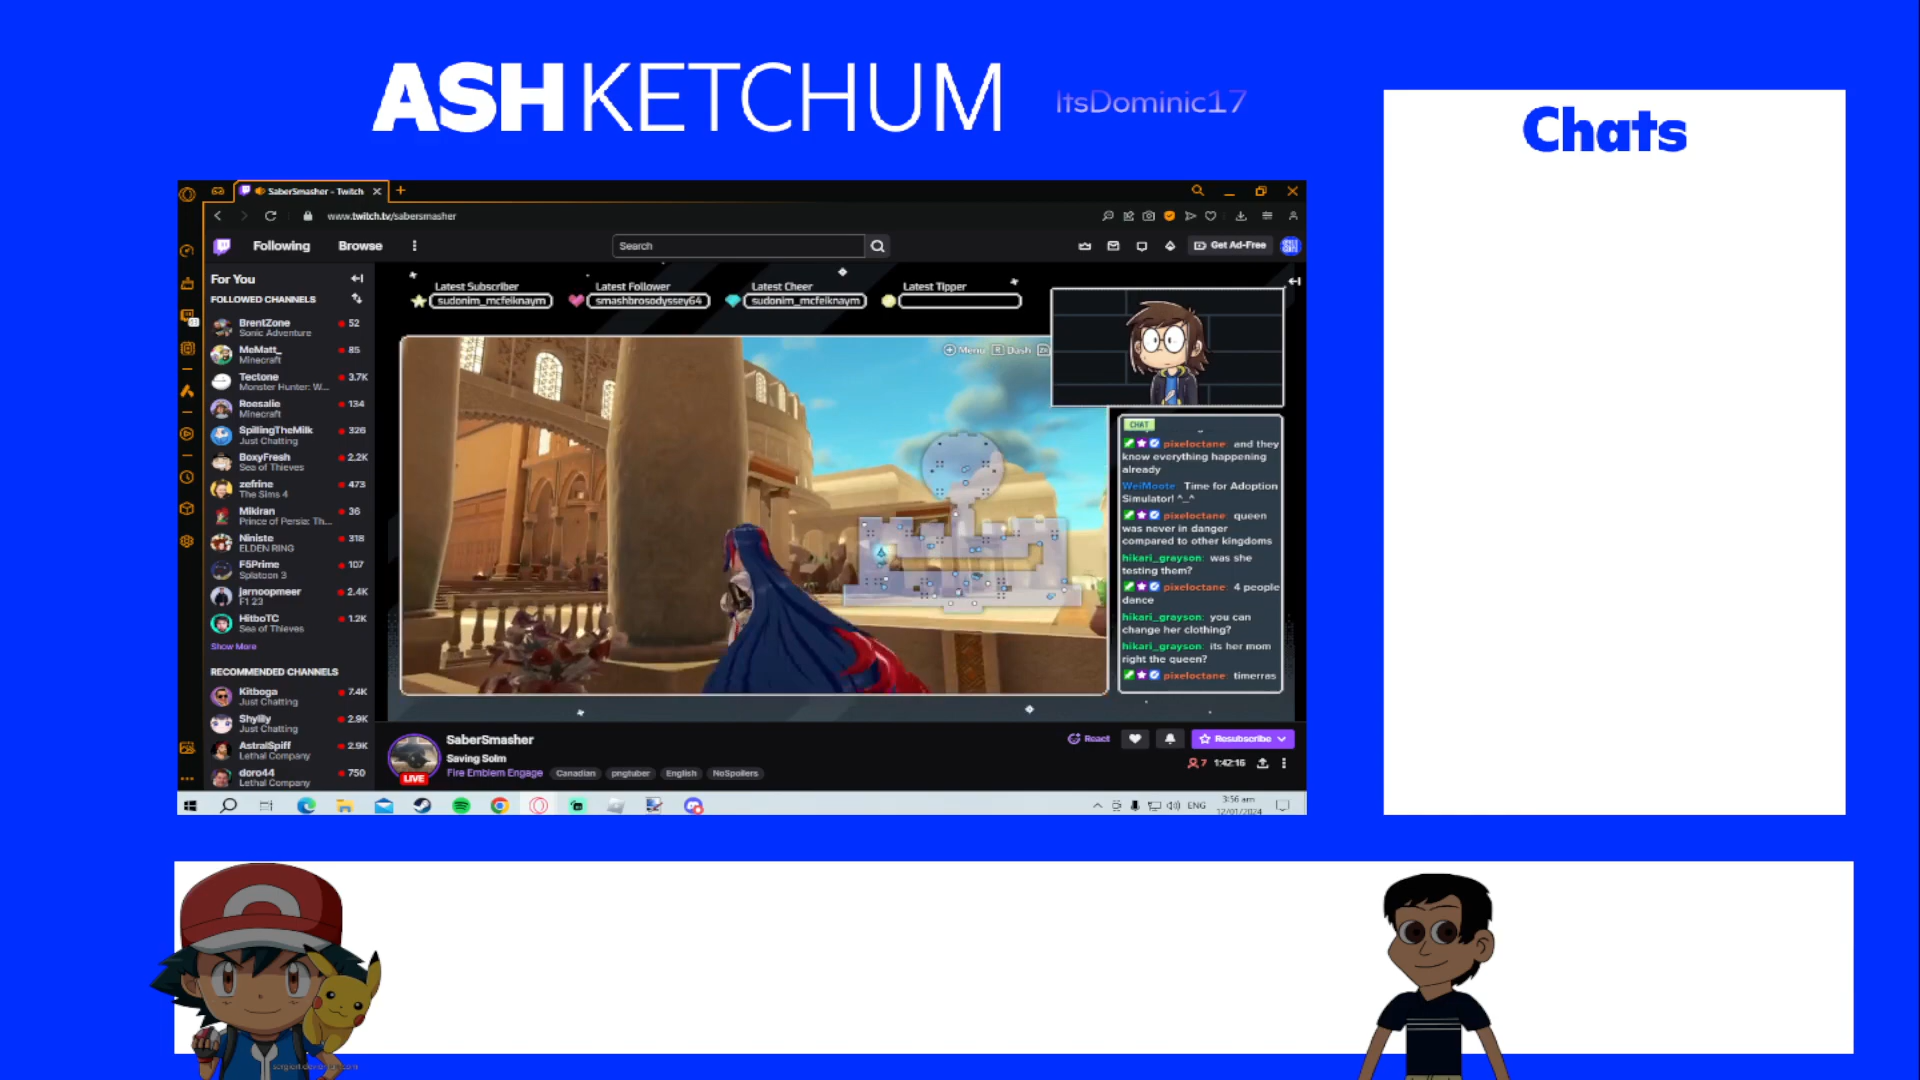 ASH KETCHUM
ItsDominic17
Chats
SaberSmasher - Twitch
www.twitch.tv/sabersmasher
Following
Browse
Search
Get Ad-Free
For You
FOLLOWED CHANNELS
BrentZone 52
Sonic Adventure
MeMatt_ 85
Minecraft
Tectone 3.7K
Monster Hunter: W...
Roesalie 134
Minecraft
SpillingTheMilk 326
Just Chatting
BoxyFresh 2.2K
Sea of Thieves
zefrine 473
The Sims 4
Mikiran 36
Prince of Persia: Th...
Niniste 318
ELDEN RING
F5Prime 107
Splatoon 3
jarnoopmeer 2.4K
F1 23
HitboTC 1.2K
Sea of Thieves
Show More
RECOMMENDED CHANNELS
Kitboga 7.4K
Just Chatting
Shylily 2.9K
Just Chatting
AstralSpiff 2.9K
Lethal Company
doro44 750
Lethal Company
Latest Subscriber
sudonim_mcfeiknaym
Latest Follower
smashbrosodyssey64
Latest Cheer
sudonim_mcfeiknaym
Latest Tipper
Menu R Dash
CHAT
pixeloctane: and they
know everything happening
already
WeiMoote: Time for Adoption
Simulator! ^_^
pixeloctane: queen
was never in danger
compared to other kingdoms
hikari_grayson: was she
testing them?
pixeloctane: 4 people
dance
hikari_grayson: you can
change her clothing?
hikari_grayson: its her mom
right the queen?
pixeloctane: timerras
LIVE
SaberSmasher
Saving Solm
Fire Emblem Engage Canadian pngtuber English NoSpoilers
React
Resubscribe
7 1:42:16
ENG
3:56 am
12/01/2024